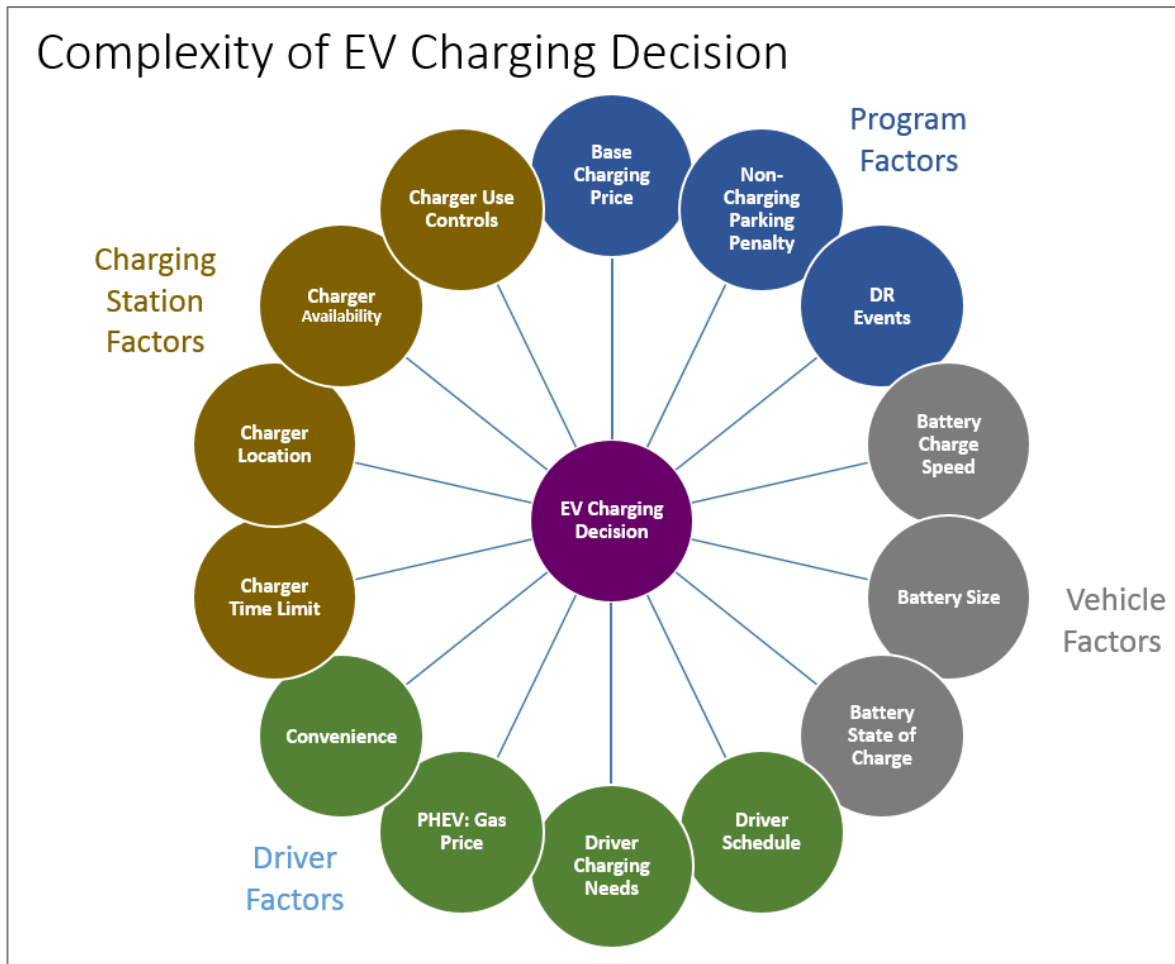 Complexity of EV Charging Decision
Program
Factors
Base
Charging
Price
Non-
Charging
Parking
Penalty
DR
Events
Battery
Charge
Speed
Battery Size
Battery
State of
Charge
Vehicle
Factors
Driver
Schedule
Driver
Charging
Needs
PHEV: Gas
Price
Convenience
Driver
Factors
Charger
Time Limit
Charger
Location
Charger
Availability
Charger Use
Controls
Charging
Station
Factors
EV Charging
Decision